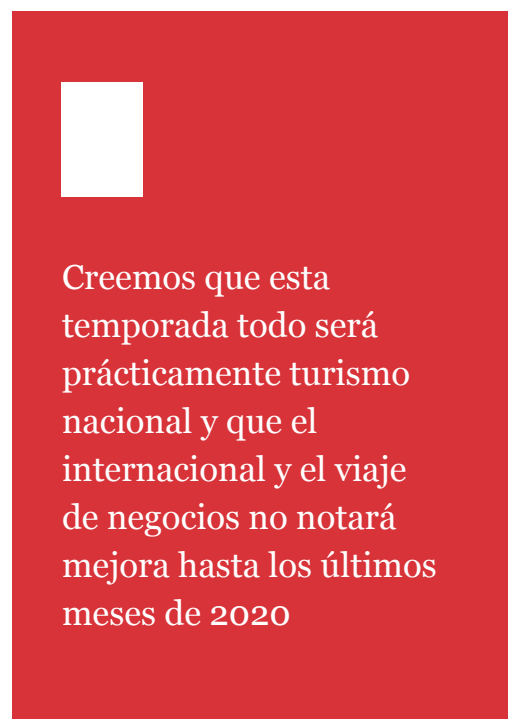 Creemos que esta
temporada todo será
prácticamente turismo
nacional y que el
internacional y el viaje
de negocios no notará
mejora hasta los últimos
meses de 2020